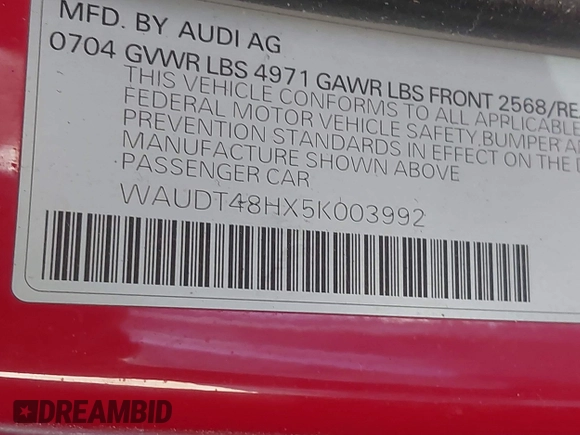 MFD. BY AUDI AG
0704 GVWR LBS 4971 GAWR LBS FRONT 2568/RE
THIS VEHICLE CONFORMS TO ALL APPLICABLE
FEDERAL MOTOR VEHICLE SAFETY,BUMPER A
PREVENTION STANDARDS IN EFFECT ON THE
MANUFACTURE SHOWN ABOVE
PASSENGER CAR
WAUDT48HX5K003992
DREAMBID